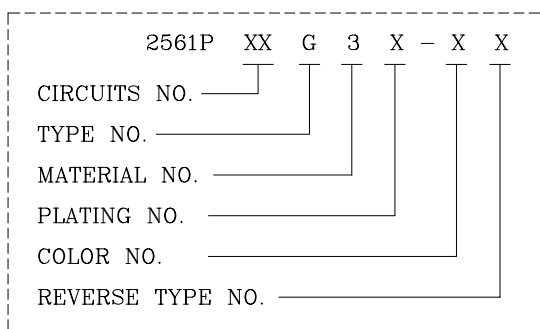 2561P XX G 3 X - X X
CIRCUITS NO.
TYPE NO.
MATERIAL NO.
PLATING NO.
COLOR NO.
REVERSE TYPE NO.